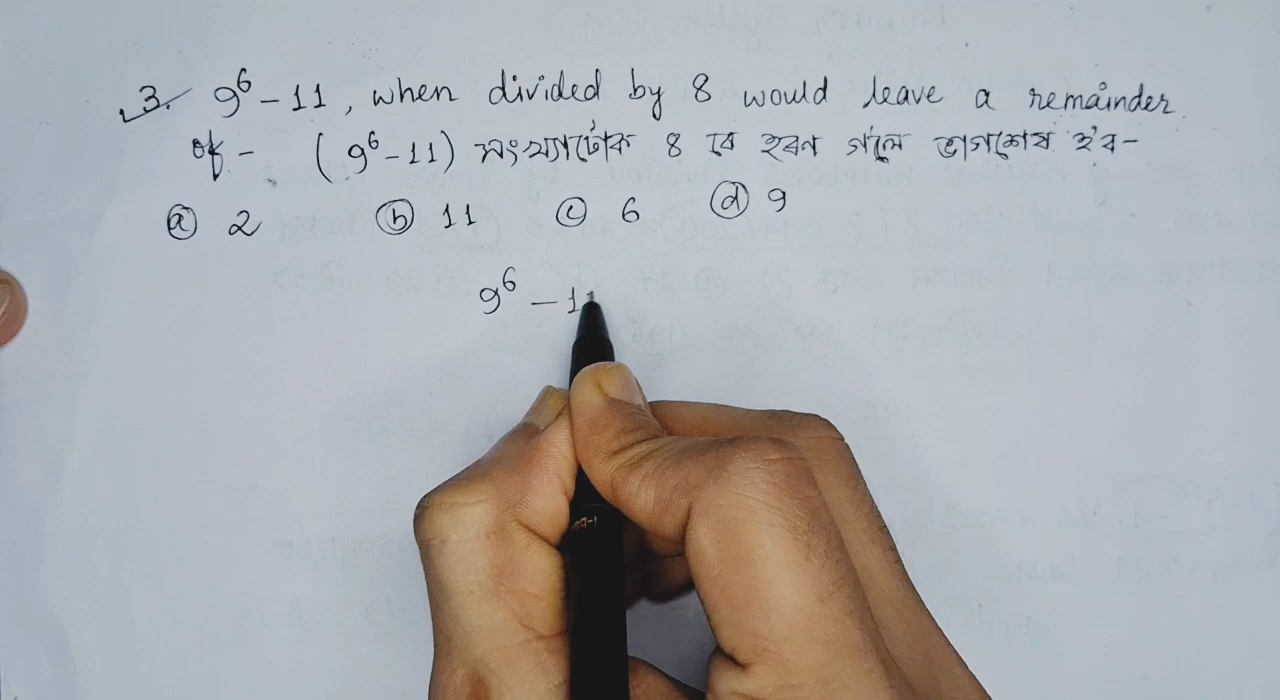 3. 9⁶ - 11, when divided by 8 would leave a remainder
of - (9⁶ - 11) সংখ্যাটোক 8 ৰে হৰণ গ'লে ভাগশেষ হ'ব-
ⓐ 2 ⓑ 11 ⓒ 6 ⓓ 9
9⁶ - 11